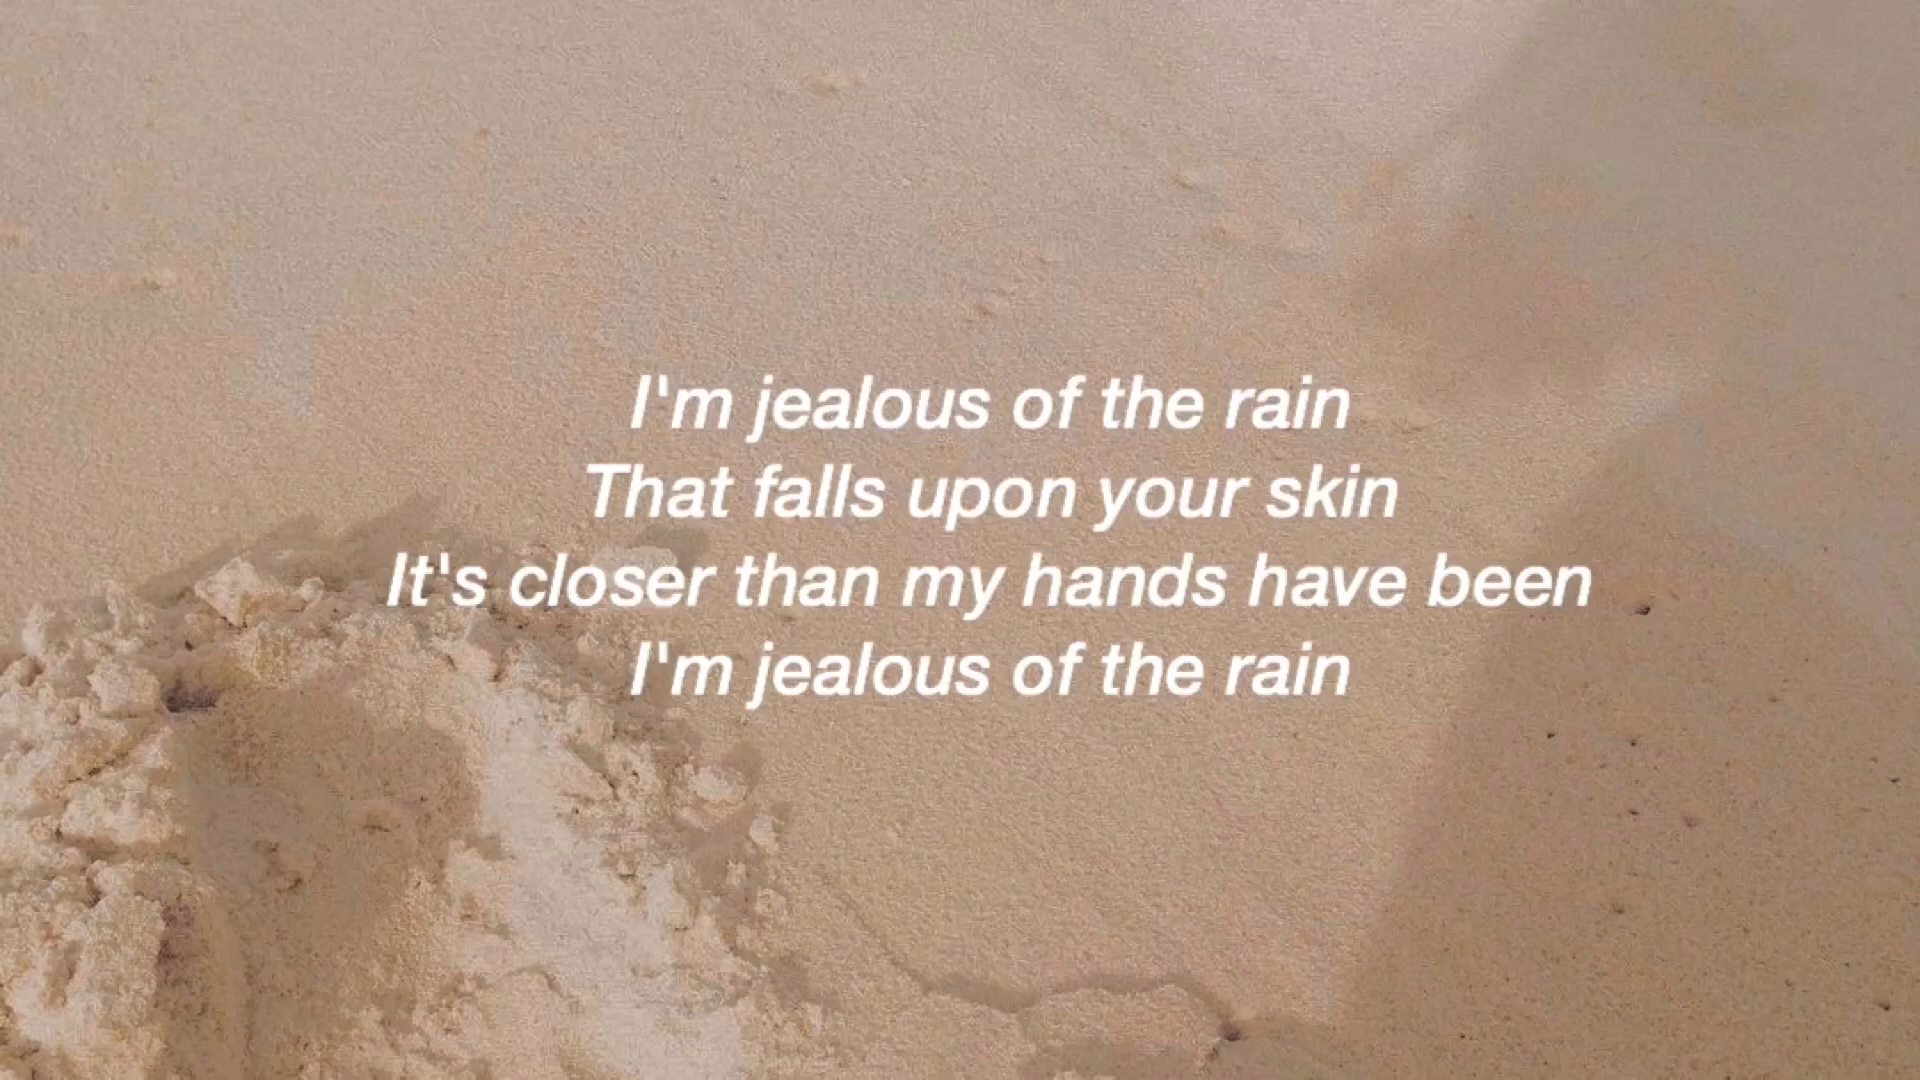 I'm jealous of the rain
That falls upon your skin
It's closer than my hands have been
I'm jealous of the rain